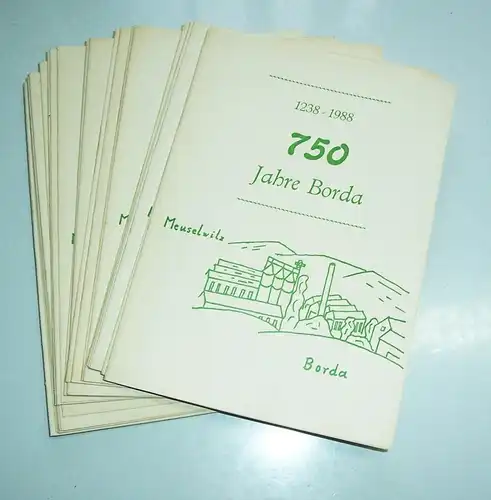 1238 - 1988
750
Jahre Borda
Meuselwitz
Borda
M
M